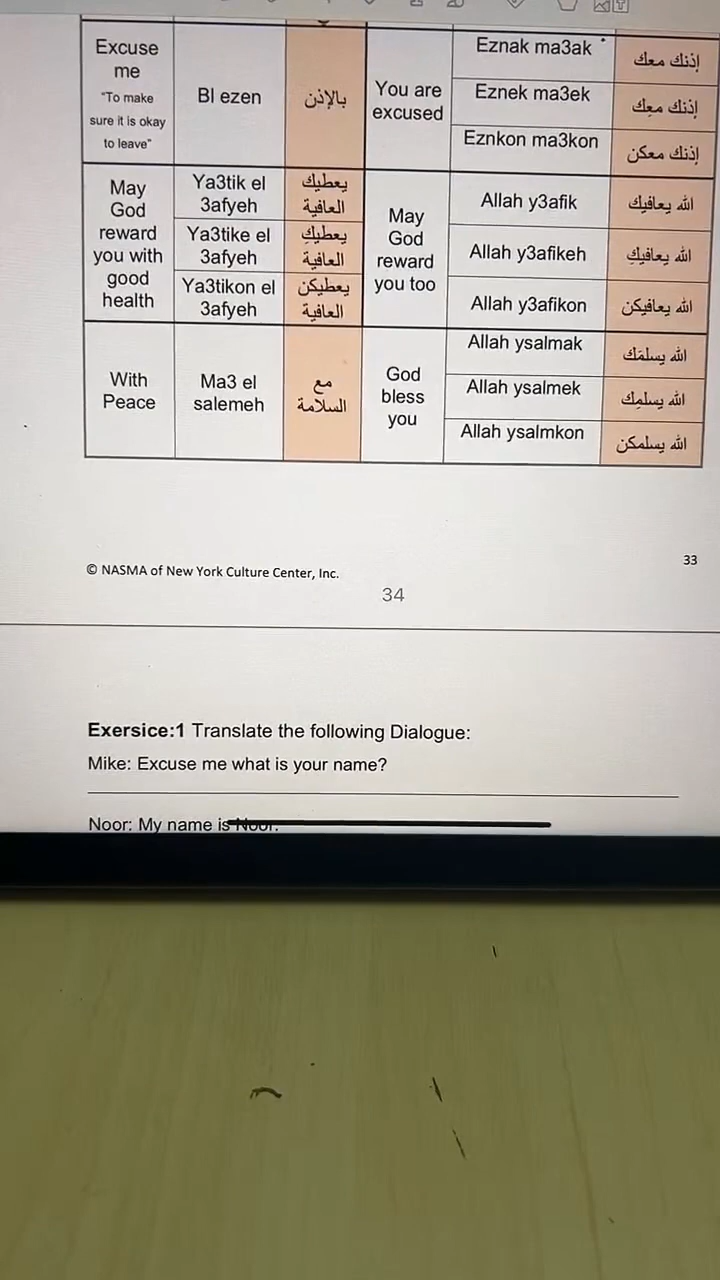 Excuse
me
"To make
sure it is okay
to leave"
Bl ezen
بالإذن
You are
excused
Eznak ma3ak
إذنك معك
Eznek ma3ek
إذنك معِك
Eznkon ma3kon
إذنك معكن
May
God
reward
you with
good
health
Ya3tik el
3afyeh
يعطيك
العافية
Ya3tike el
3afyeh
يعطيكِ
العافية
Ya3tikon el
3afyeh
يعطيكن
العافية
May
God
reward
you too
Allah y3afik
الله يعافيك
Allah y3afikeh
الله يعافيكِ
Allah y3afikon
الله يعافيكن
With
Peace
Ma3 el
salemeh
مع
السلامة
God
bless
you
Allah ysalmak
الله يسلمَك
Allah ysalmek
الله يسلمِك
Allah ysalmkon
الله يسلمكن
© NASMA of New York Culture Center, Inc.
33
34
Exersice:1 Translate the following Dialogue:
Mike: Excuse me what is your name?
Noor: My name is Noor.